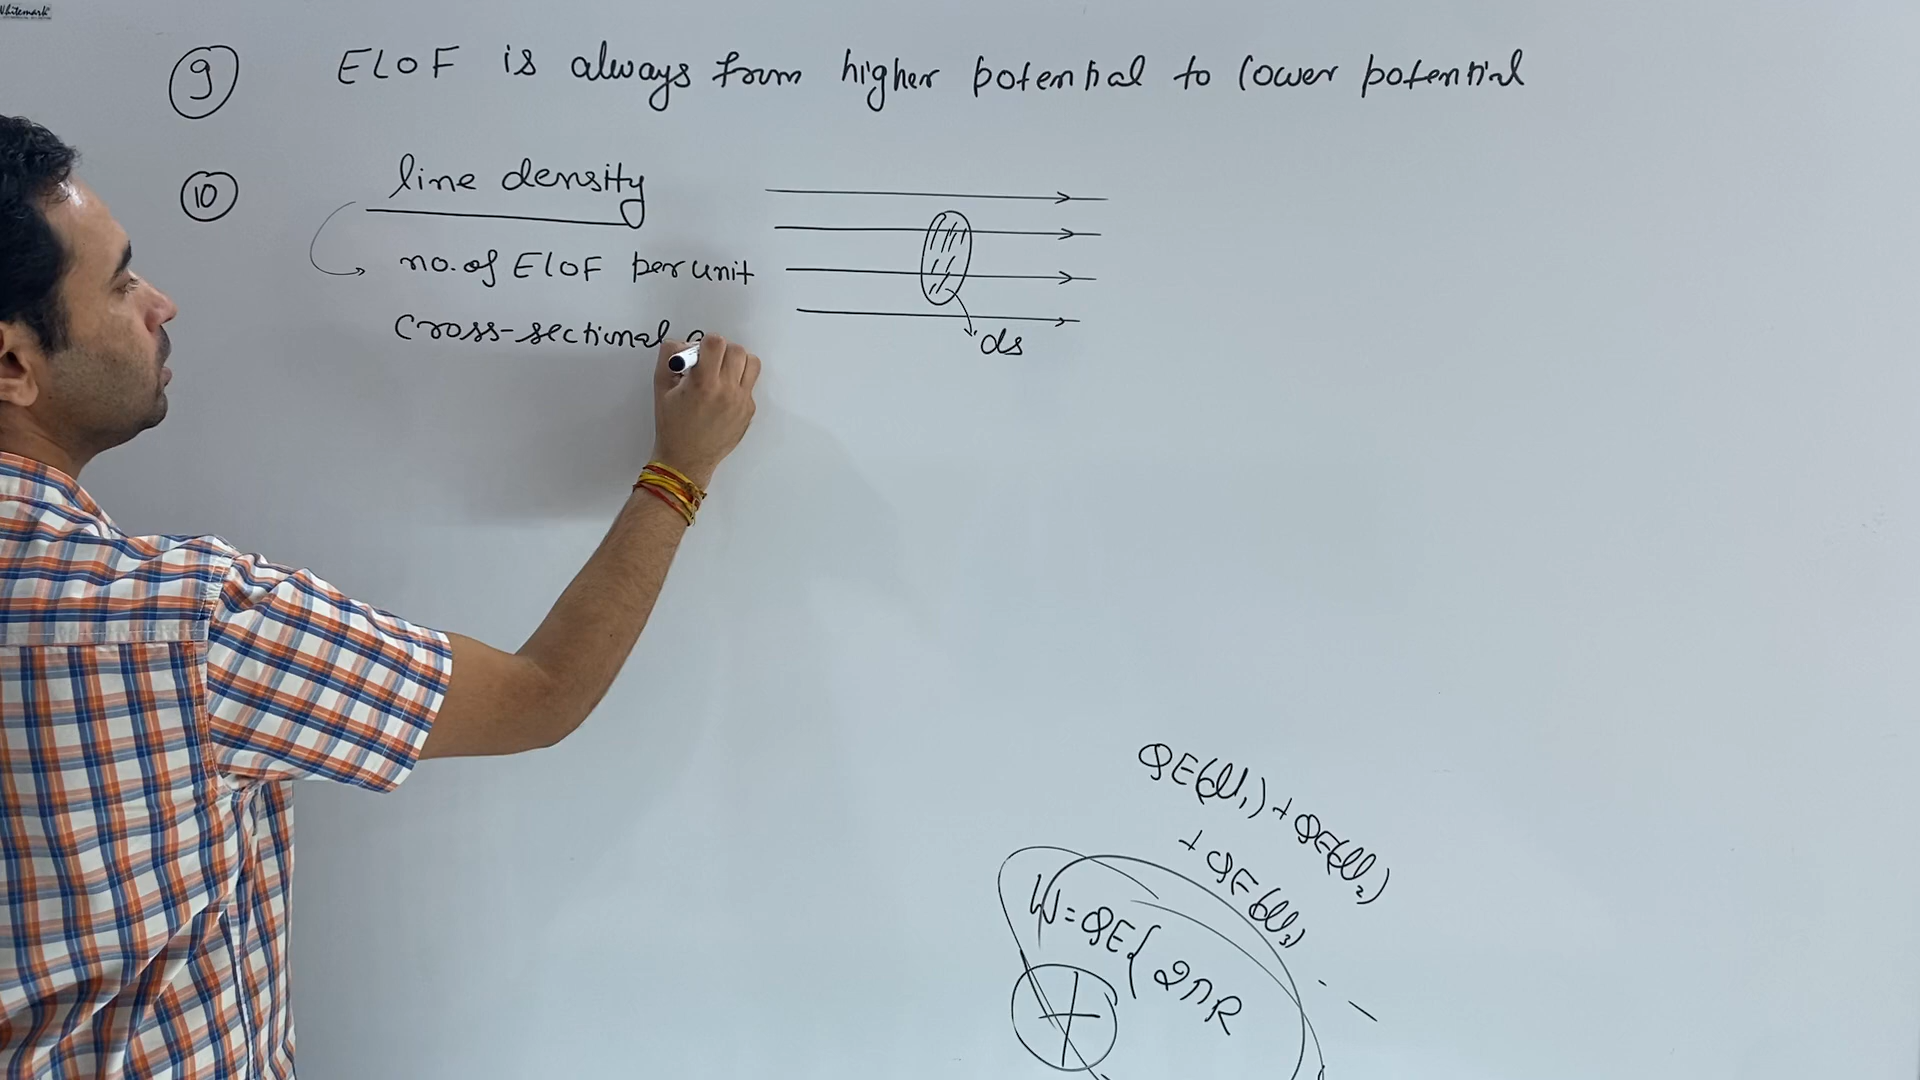 Whitemark
9 ELOF is always from higher potential to lower potential
10 line density
no. of ELOF per unit
cross-sectional a
ds
QE(dl₁) + QE(dl₂)
+ QE(dl₃)
W = QE{ 2πR
+